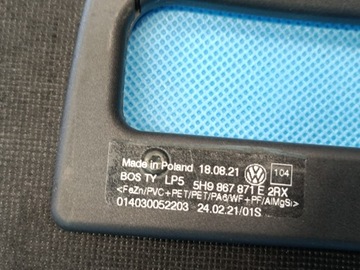 Made in Poland 18.08.21 104
BOS TY LP5 5H9 867 871 E 2RX
<FeZn/PVC+PET/PET/PA6/WF+PF/AlMgSi>
014030052203 24.02.21/01S